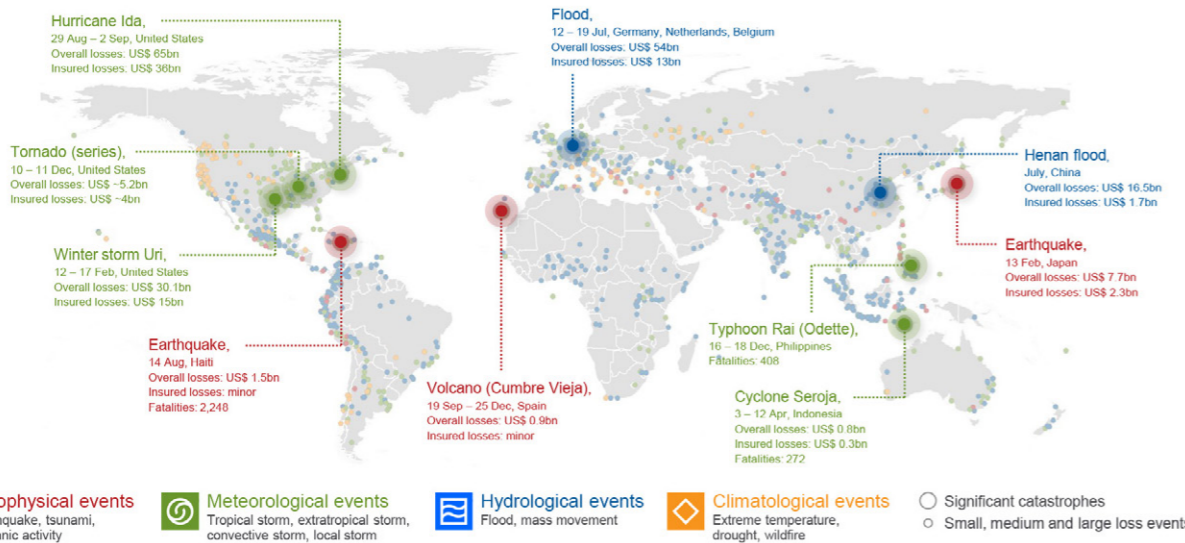 Hurricane Ida,
29 Aug – 2 Sep, United States
Overall losses: US$ 65bn
Insured losses: US$ 36bn
Flood,
12 – 19 Jul, Germany, Netherlands, Belgium
Overall losses: US$ 54bn
Insured losses: US$ 13bn
Tornado (series),
10 – 11 Dec, United States
Overall losses: US$ ~5.2bn
Insured losses: US$ ~4bn
Henan flood,
July, China
Overall losses: US$ 16.5bn
Insured losses: US$ 1.7bn
Winter storm Uri,
12 – 17 Feb, United States
Overall losses: US$ 30.1bn
Insured losses: US$ 15bn
Earthquake,
13 Feb, Japan
Overall losses: US$ 7.7bn
Insured losses: US$ 2.3bn
Earthquake,
14 Aug, Haiti
Overall losses: US$ 1.5bn
Insured losses: minor
Fatalities: 2,248
Volcano (Cumbre Vieja),
19 Sep – 25 Dec, Spain
Overall losses: US$ 0.9bn
Insured losses: minor
Typhoon Rai (Odette),
16 – 18 Dec, Philippines
Fatalities: 408
Cyclone Seroja,
3 – 12 Apr, Indonesia
Overall losses: US$ 0.8bn
Insured losses: US$ 0.3bn
Fatalities: 272
ophysical events
hquake, tsunami,
anic activity
Meteorological events
Tropical storm, extratropical storm,
convective storm, local storm
Hydrological events
Flood, mass movement
Climatological events
Extreme temperature,
drought, wildfire
Significant catastrophes
Small, medium and large loss events